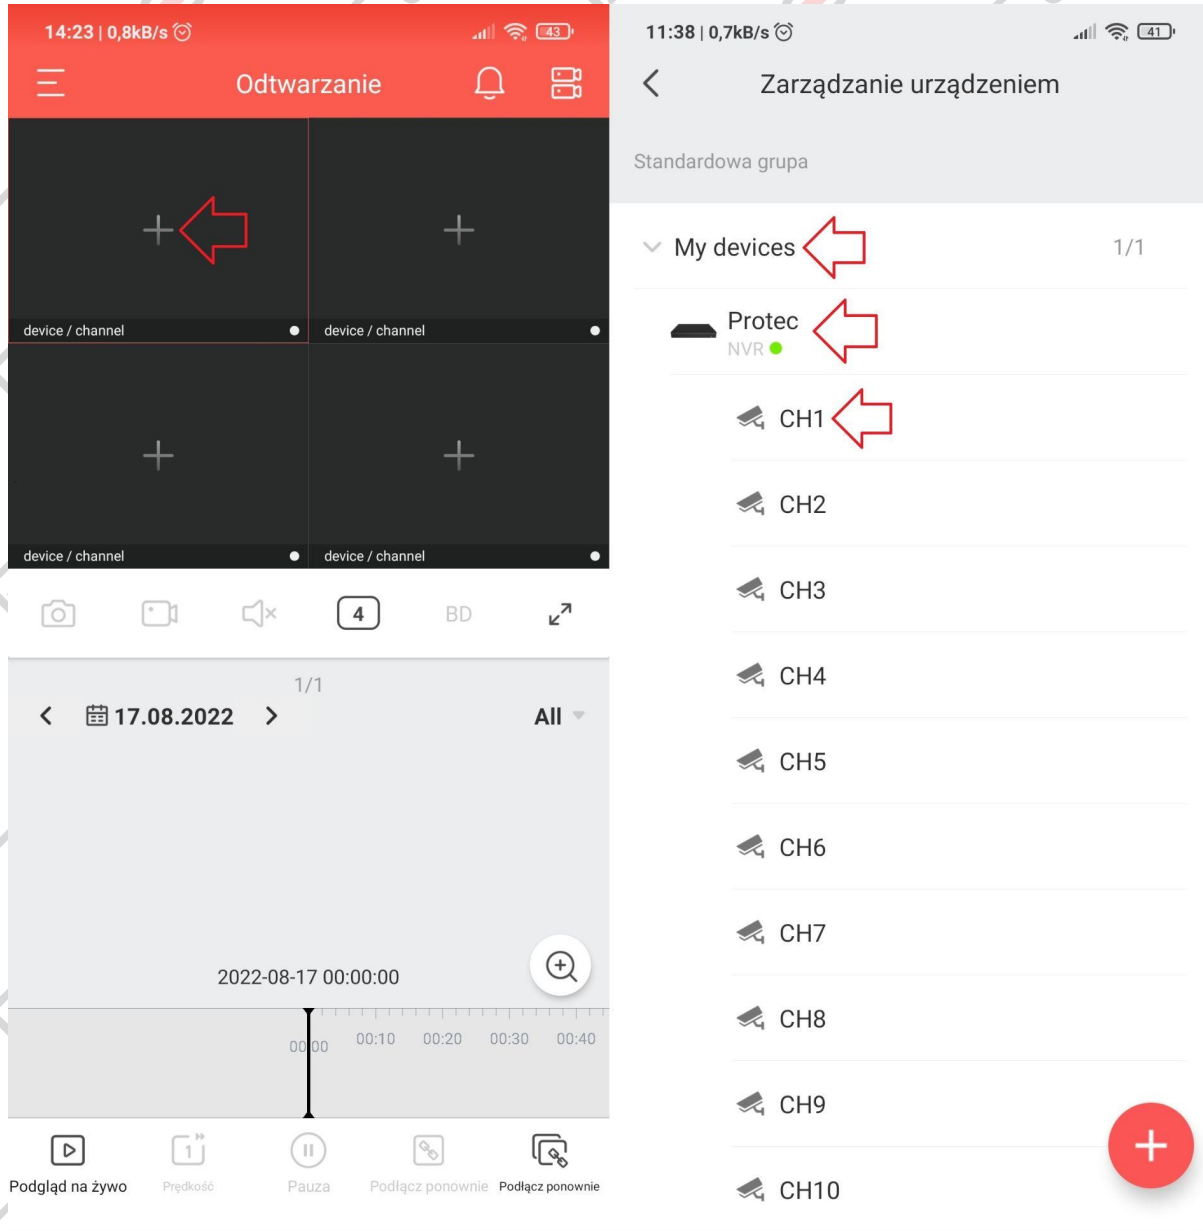 14:23 | 0,8kB/s
43
Odtwarzanie
device / channel
device / channel
device / channel
device / channel
4
BD
1/1
17.08.2022
All
2022-08-17 00:00:00
00:00
00:10
00:20
00:30
00:40
1
Podgląd na żywo
Prędkość
Pauza
Podłącz ponownie
Podłącz ponownie
11:38 | 0,7kB/s
41
Zarządzanie urządzeniem
Standardowa grupa
My devices
1/1
Protec
NVR
CH1
CH2
CH3
CH4
CH5
CH6
CH7
CH8
CH9
CH10